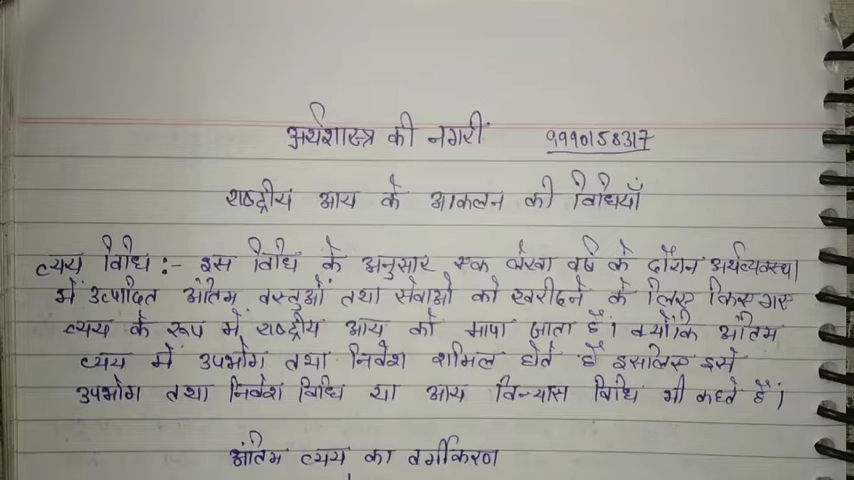 अर्थशास्त्र की नगरी 9990158317
राष्ट्रीय आय के आकलन की विधियाँ
व्यय विधि :- इस विधि के अनुसार एक लेखा वर्ष के दौरान अर्थव्यवस्था
में उत्पादित अंतिम वस्तुओं तथा सेवाओं को खरीदने के लिए किए गए
व्यय के रूप में राष्ट्रीय आय को मापा जाता है। क्योंकि अंतिम
व्यय में उपभोग तथा निवेश शामिल होते हैं इसलिए इसे
उपभोग तथा निवेश विधि या आय विन्यास विधि भी कहते हैं।
अंतिम व्यय का वर्गीकरण